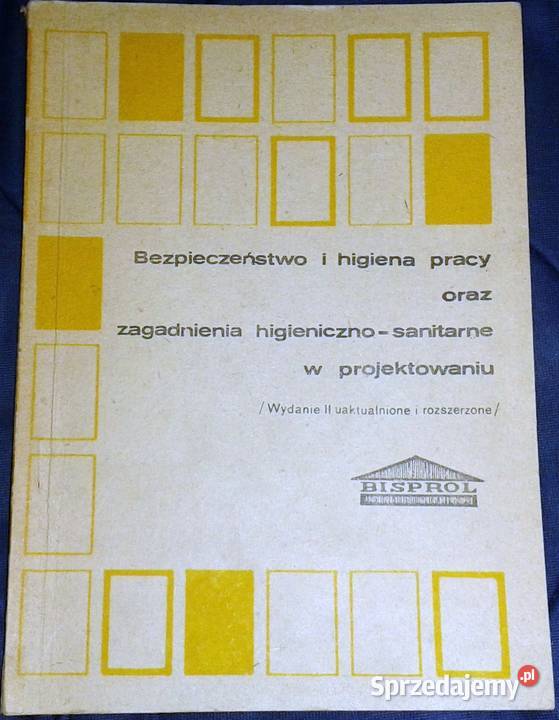 Bezpieczeństwo i higiena pracy
oraz
zagadnienia higieniczno-sanitarne
w projektowaniu
/Wydanie II uaktualnione i rozszerzone/
BISPROL
Sprzedajemy.pl